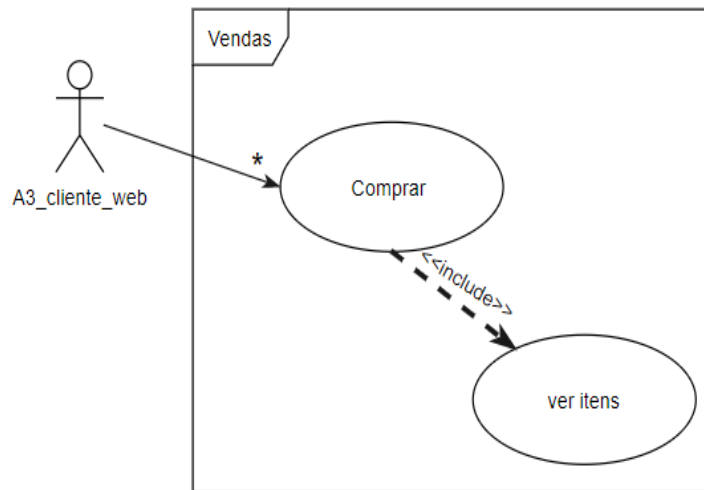 Vendas
*
A3_cliente_web
Comprar
<<include>>
ver itens